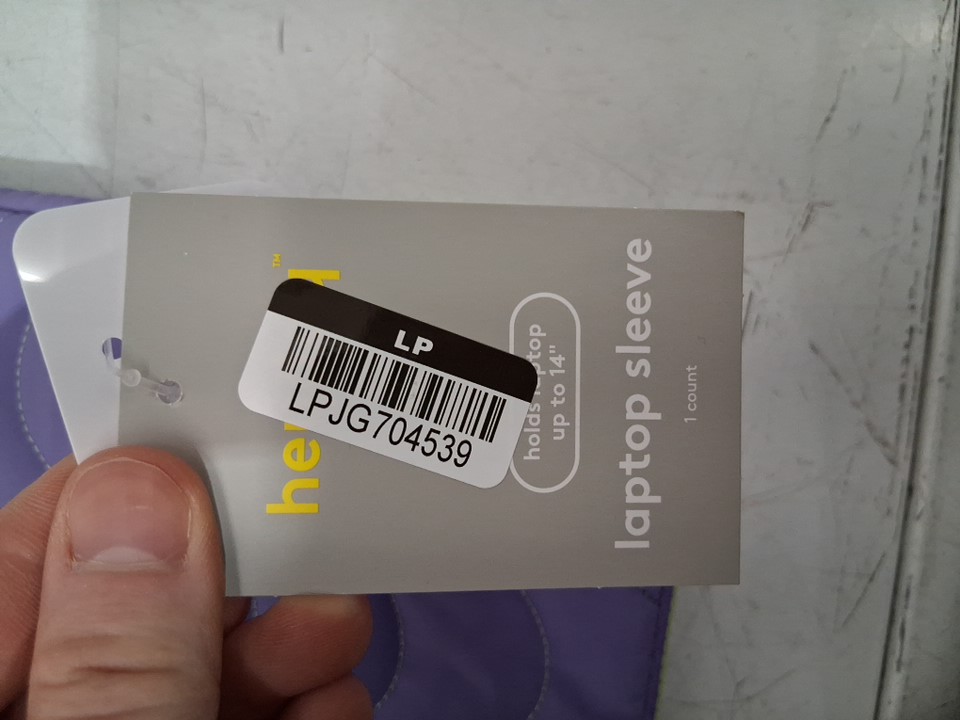 LP
LPJG704539
holds laptop
up to 14"
laptop sleeve
1 count